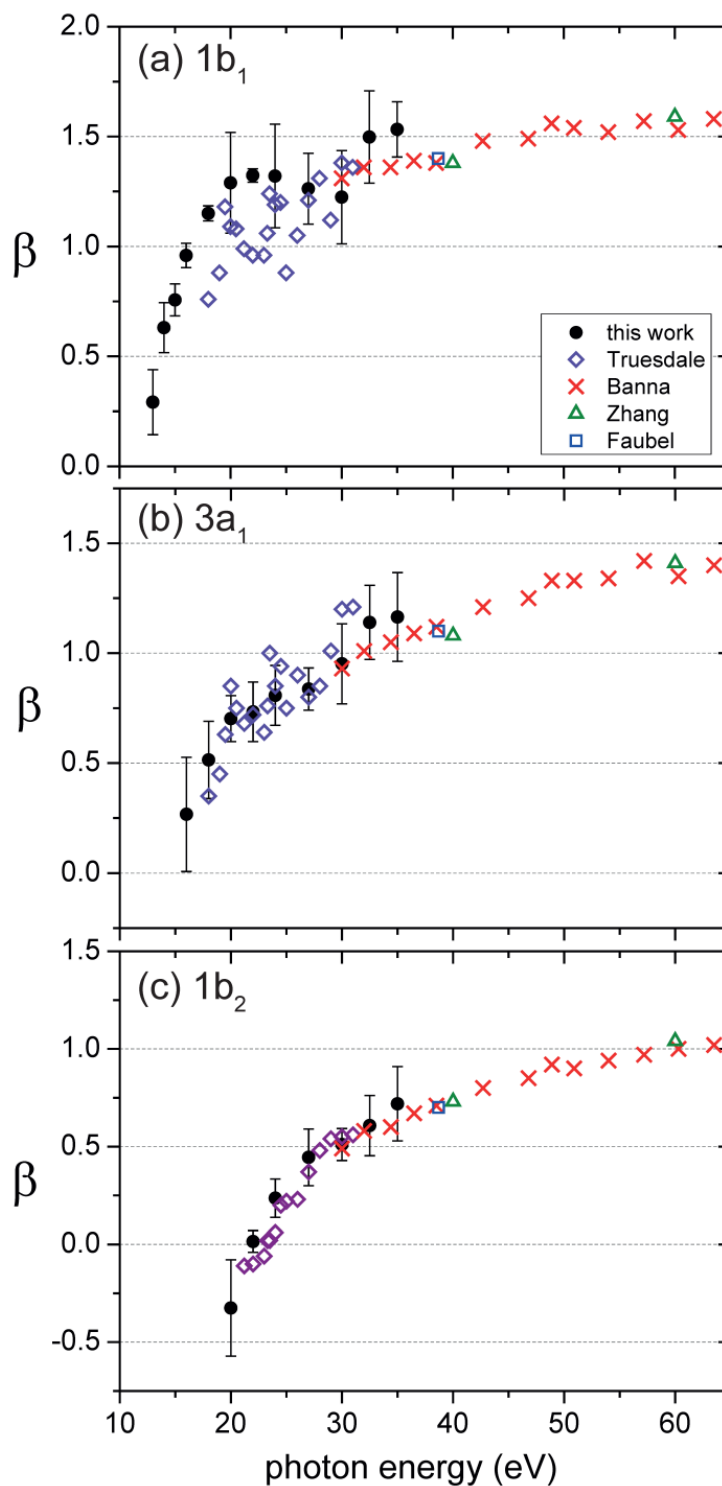 2.0
(a) 1b₁
1.5
β
1.0
0.5
0.0
this work
Truesdale
Banna
Zhang
Faubel
(b) 3a₁
1.5
1.0
β
0.5
0.0
1.5
(c) 1b₂
1.0
β
0.5
0.0
-0.5
10 20 30 40 50 60
photon energy (eV)